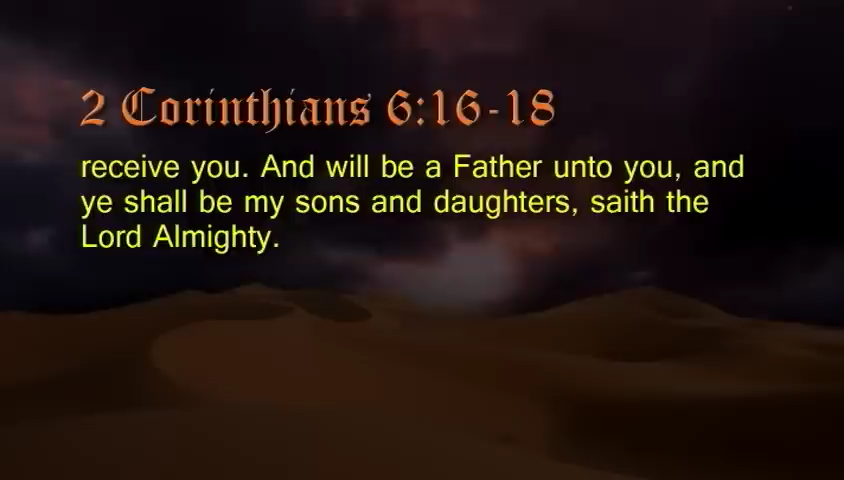 2 Corinthians 6:16-18
receive you. And will be a Father unto you, and
ye shall be my sons and daughters, saith the
Lord Almighty.